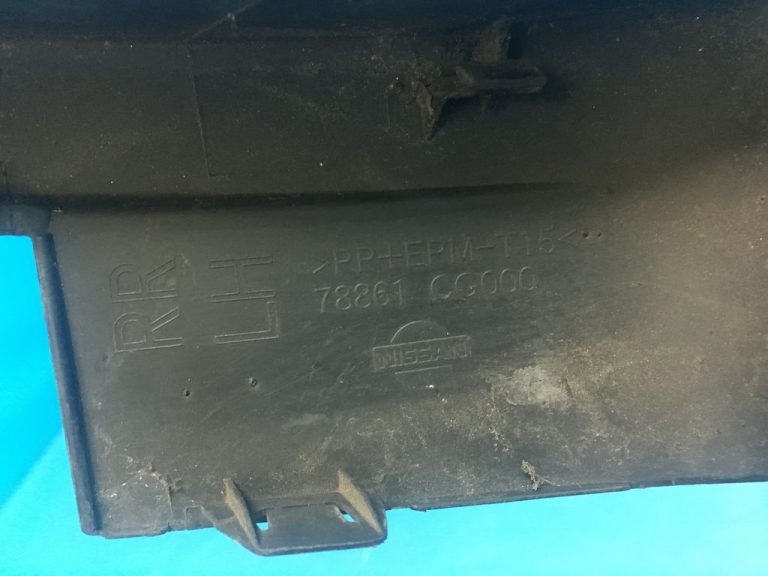 RR
LH
>PP+EPM-T15<
78861 CG000
NISSAN